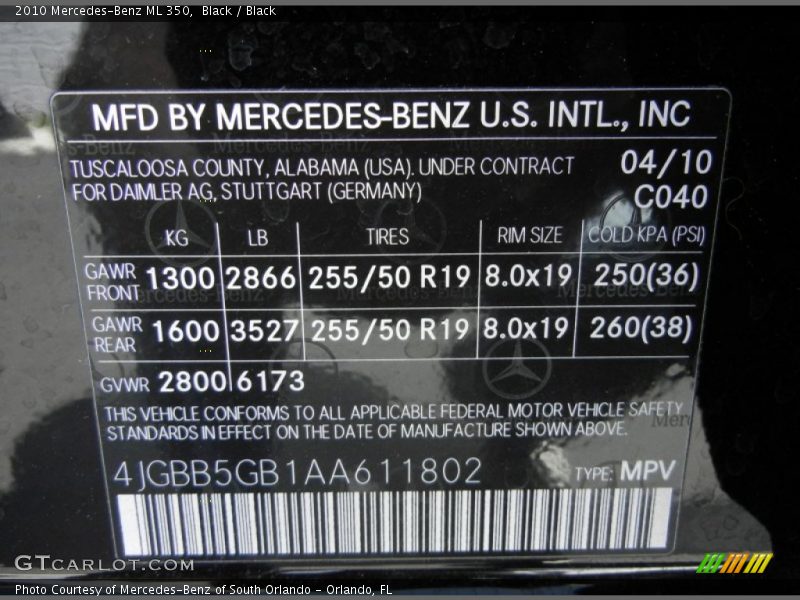 2010 Mercedes-Benz ML 350, Black / Black
MFD BY MERCEDES-BENZ U.S. INTL., INC
TUSCALOOSA COUNTY, ALABAMA (USA). UNDER CONTRACT
FOR DAIMLER AG, STUTTGART (GERMANY)
04/10
C040
KG LB TIRES RIM SIZE COLD KPA (PSI)
GAWR FRONT 1300 2866 255/50 R19 8.0x19 250(36)
GAWR REAR 1600 3527 255/50 R19 8.0x19 260(38)
GVWR 2800 6173
THIS VEHICLE CONFORMS TO ALL APPLICABLE FEDERAL MOTOR VEHICLE SAFETY
STANDARDS IN EFFECT ON THE DATE OF MANUFACTURE SHOWN ABOVE.
4JGBB5GB1AA611802 TYPE: MPV
GTCARLOT.COM
Photo Courtesy of Mercedes-Benz of South Orlando - Orlando, FL